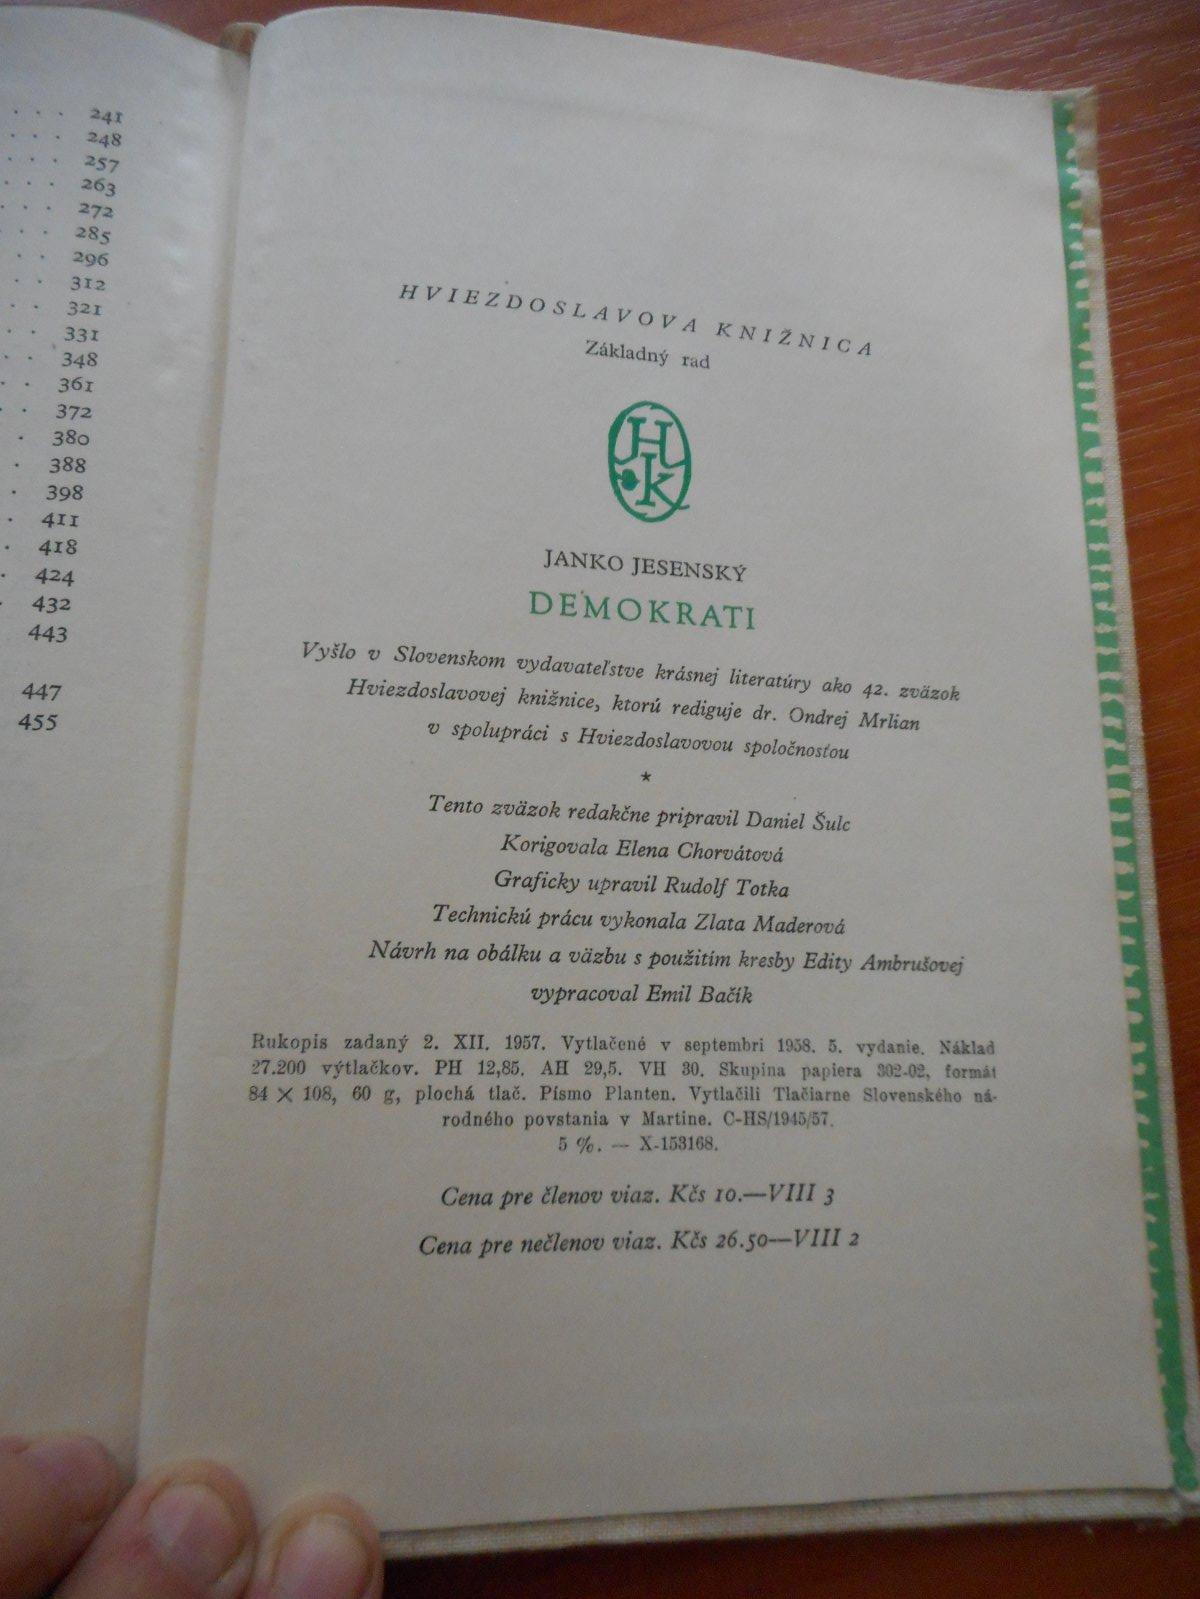 241
248
257
263
272
285
296
312
321
331
348
361
372
380
388
398
411
418
424
432
443
447
455
HVIEZDOSLAVOVA KNIŽNICA
Základný rad
HK
JANKO JESENSKÝ
DEMOKRATI
Vyšlo v Slovenskom vydavateľstve krásnej literatúry ako 42. zväzok
Hviezdoslavovej knižnice, ktorú rediguje dr. Ondrej Mrlian
v spolupráci s Hviezdoslavovou spoločnosťou
*
Tento zväzok redakčne pripravil Daniel Šulc
Korigovala Elena Chorvátová
Graficky upravil Rudolf Totka
Technickú prácu vykonala Zlata Maderová
Návrh na obálku a väzbu s použitím kresby Edity Ambrušovej
vypracoval Emil Bačík
Rukopis zadaný 2. XII. 1957. Vytlačené v septembri 1958. 5. vydanie. Náklad
27.200 výtlačkov. PH 12,85. AH 29,5. VH 30. Skupina papiera 302-02, formát
84 × 108, 60 g, plochá tlač. Písmo Planten. Vytlačili Tlačiarne Slovenského ná-
rodného povstania v Martine. C-HS/1945/57.
5 %. — X-153168.
Cena pre členov viaz. Kčs 10.—VIII 3
Cena pre nečlenov viaz. Kčs 26.50—VIII 2